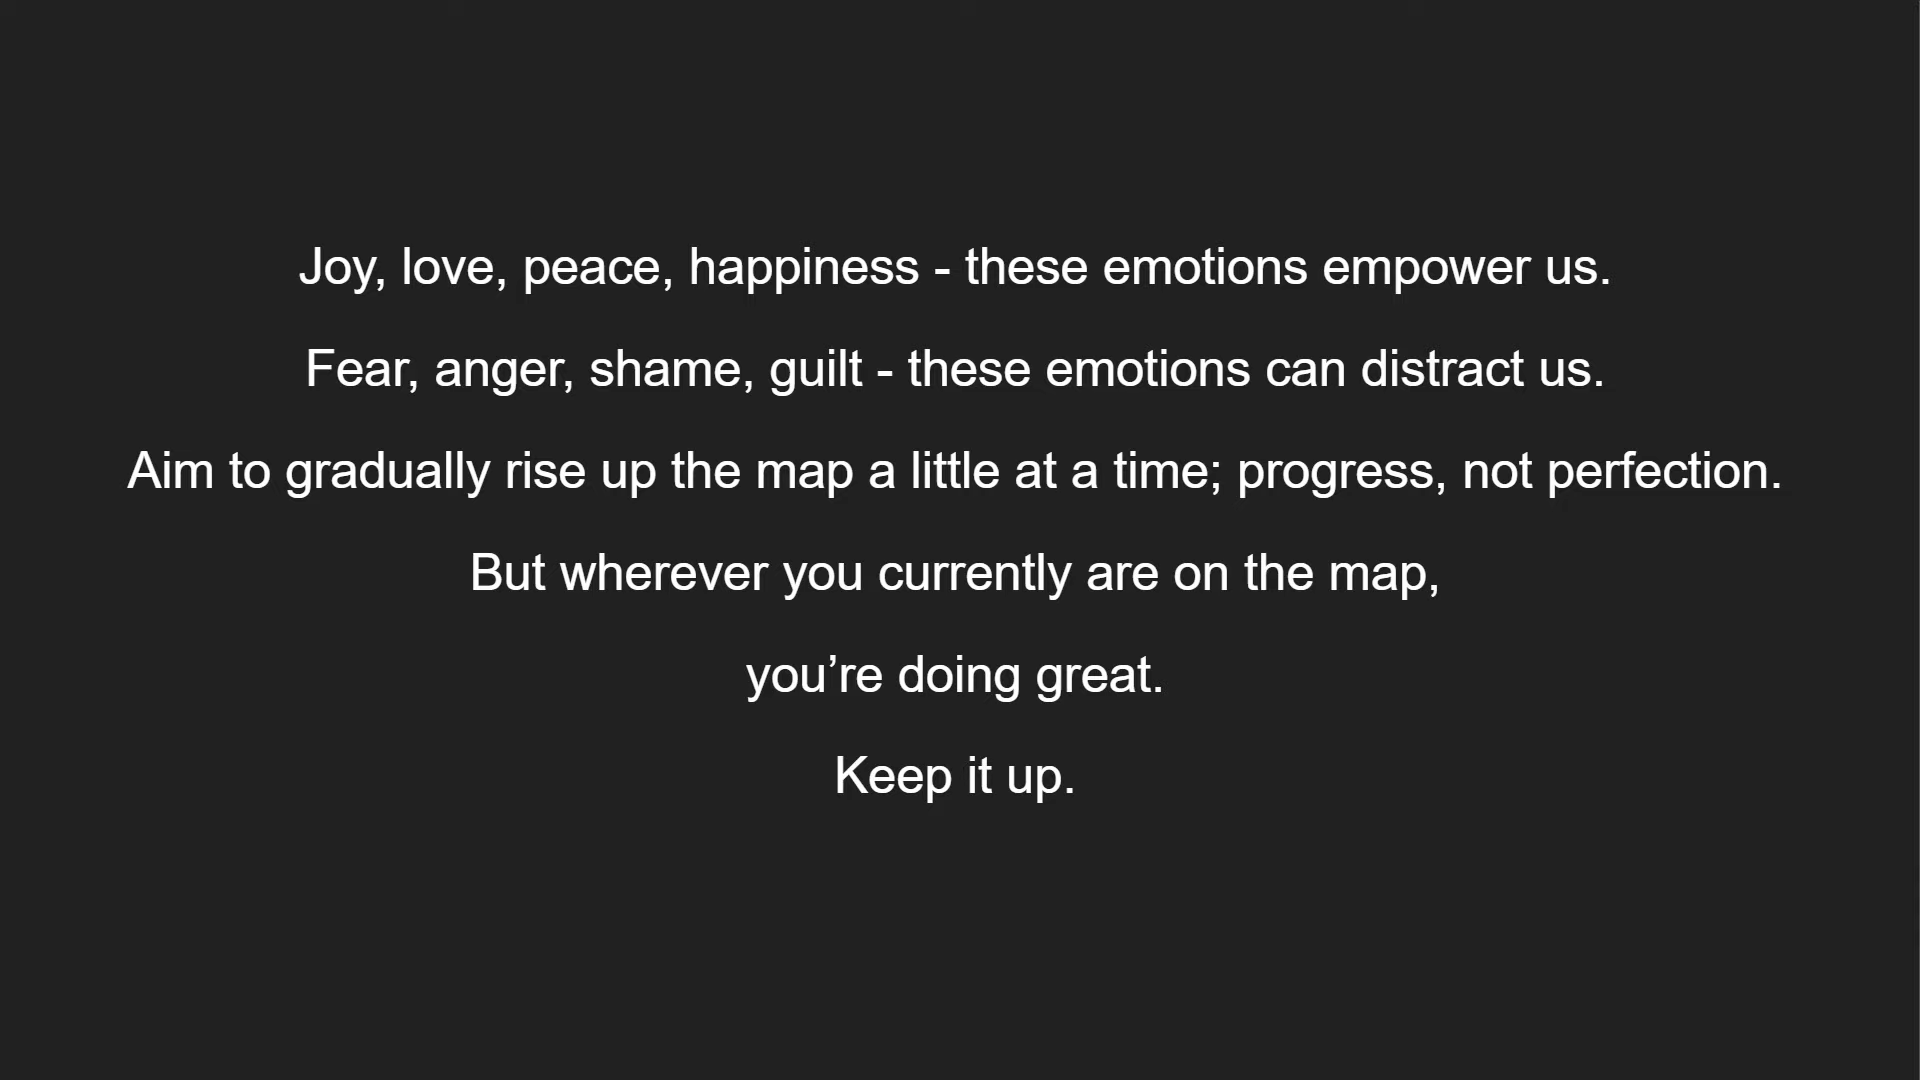 Joy, love, peace, happiness - these emotions empower us.
Fear, anger, shame, guilt - these emotions can distract us.
Aim to gradually rise up the map a little at a time; progress, not perfection.
But wherever you currently are on the map,
you’re doing great.
Keep it up.